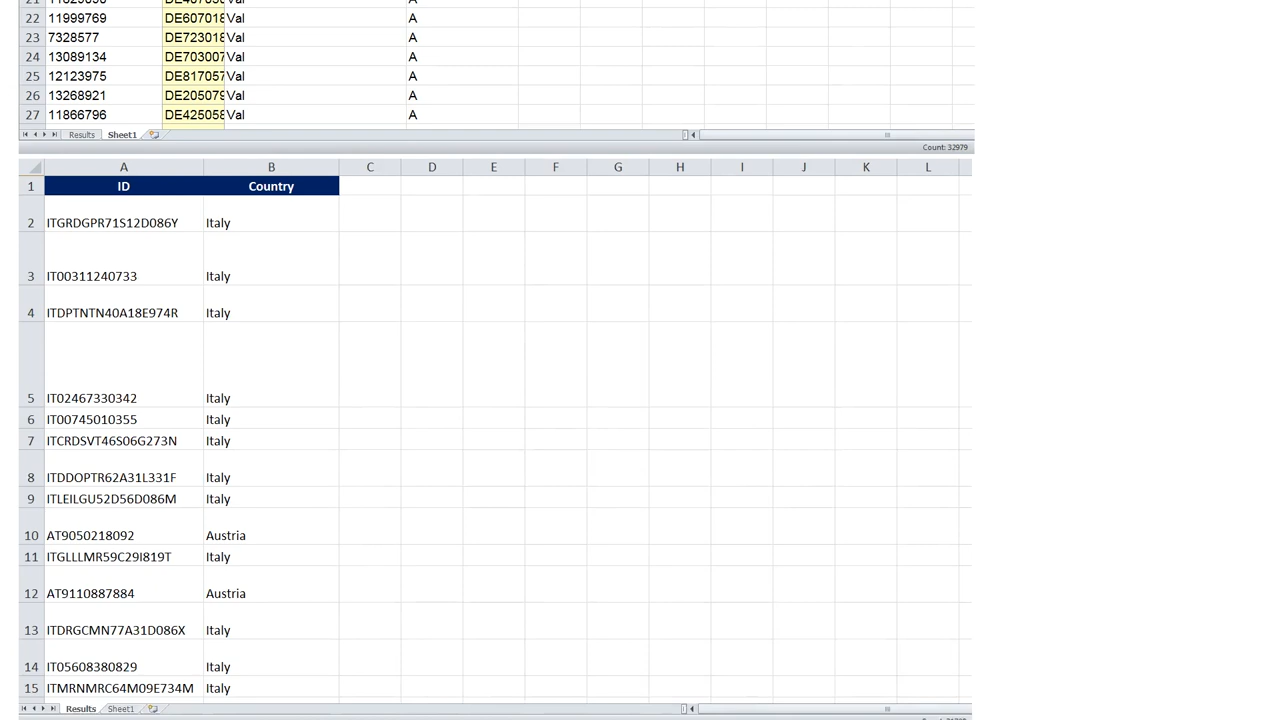 22 11999769 DE607018 Val A
23 7328577 DE723018 Val A
24 13089134 DE703007 Val A
25 12123975 DE817057 Val A
26 13268921 DE205079 Val A
27 11866796 DE425058 Val A
Results Sheet1
Count: 32979
A B C D E F G H I J K L
1 ID Country
2 ITGRDGPR71S12D086Y Italy
3 IT00311240733 Italy
4 ITDPTNTN40A18E974R Italy
5 IT02467330342 Italy
6 IT00745010355 Italy
7 ITCRDSVT46S06G273N Italy
8 ITDDOPTR62A31L331F Italy
9 ITLEILGU52D56D086M Italy
10 AT9050218092 Austria
11 ITGLLLMR59C29I819T Italy
12 AT9110887884 Austria
13 ITDRGCMN77A31D086X Italy
14 IT05608380829 Italy
15 ITMRNMRC64M09E734M Italy
Results Sheet1